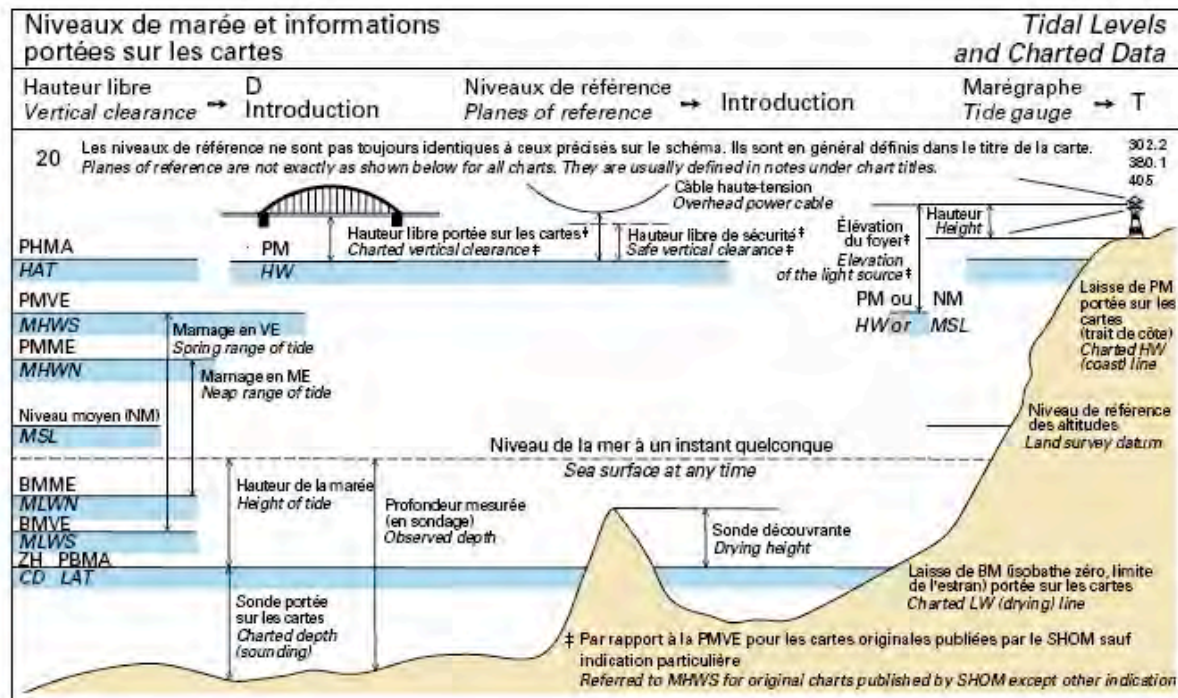 Niveaux de marée et informations
portées sur les cartes
Tidal Levels
and Charted Data
Hauteur libre
Vertical clearance
→ D
Introduction
Niveaux de référence
Planes of reference
→ Introduction
Marégraphe
Tide gauge
→ T
20
Les niveaux de référence ne sont pas toujours identiques à ceux précisés sur le schéma. Ils sont en général définis dans le titre de la carte.
Planes of reference are not exactly as shown below for all charts. They are usually defined in notes under chart titles.
302.2
380.1
405
Câble haute-tension
Overhead power cable
Hauteur libre portée sur les cartes‡
Charted vertical clearance‡
Hauteur libre de sécurité‡
Safe vertical clearance‡
Élévation
du foyer‡
Elevation
of the light source‡
Hauteur
Height
PHMA
HAT
PM
HW
PMVE
MHWS
Marnage en VE
Spring range of tide
PM ou NM
HW or MSL
Laisse de PM
portée sur les
cartes
(trait de côte)
Charted HW
(coast) line
PMME
MHWN
Marnage en ME
Neap range of tide
Niveau moyen (NM)
MSL
Niveau de référence
des altitudes
Land survey datum
Niveau de la mer à un instant quelconque
Sea surface at any time
BMME
MLWN
Hauteur de la marée
Height of tide
Profondeur mesurée
(en sondage)
Observed depth
BMVE
MLWS
Sonde découvrante
Drying height
ZH PBMA
CD LAT
Laisse de BM (isobathe zéro, limite
de l'estran) portée sur les cartes
Charted LW (drying) line
Sonde portée
sur les cartes
Charted depth
(sounding)
‡ Par rapport à la PMVE pour les cartes originales publiées par le SHOM sauf
indication particulière
Referred to MHWS for original charts published by SHOM except other indication